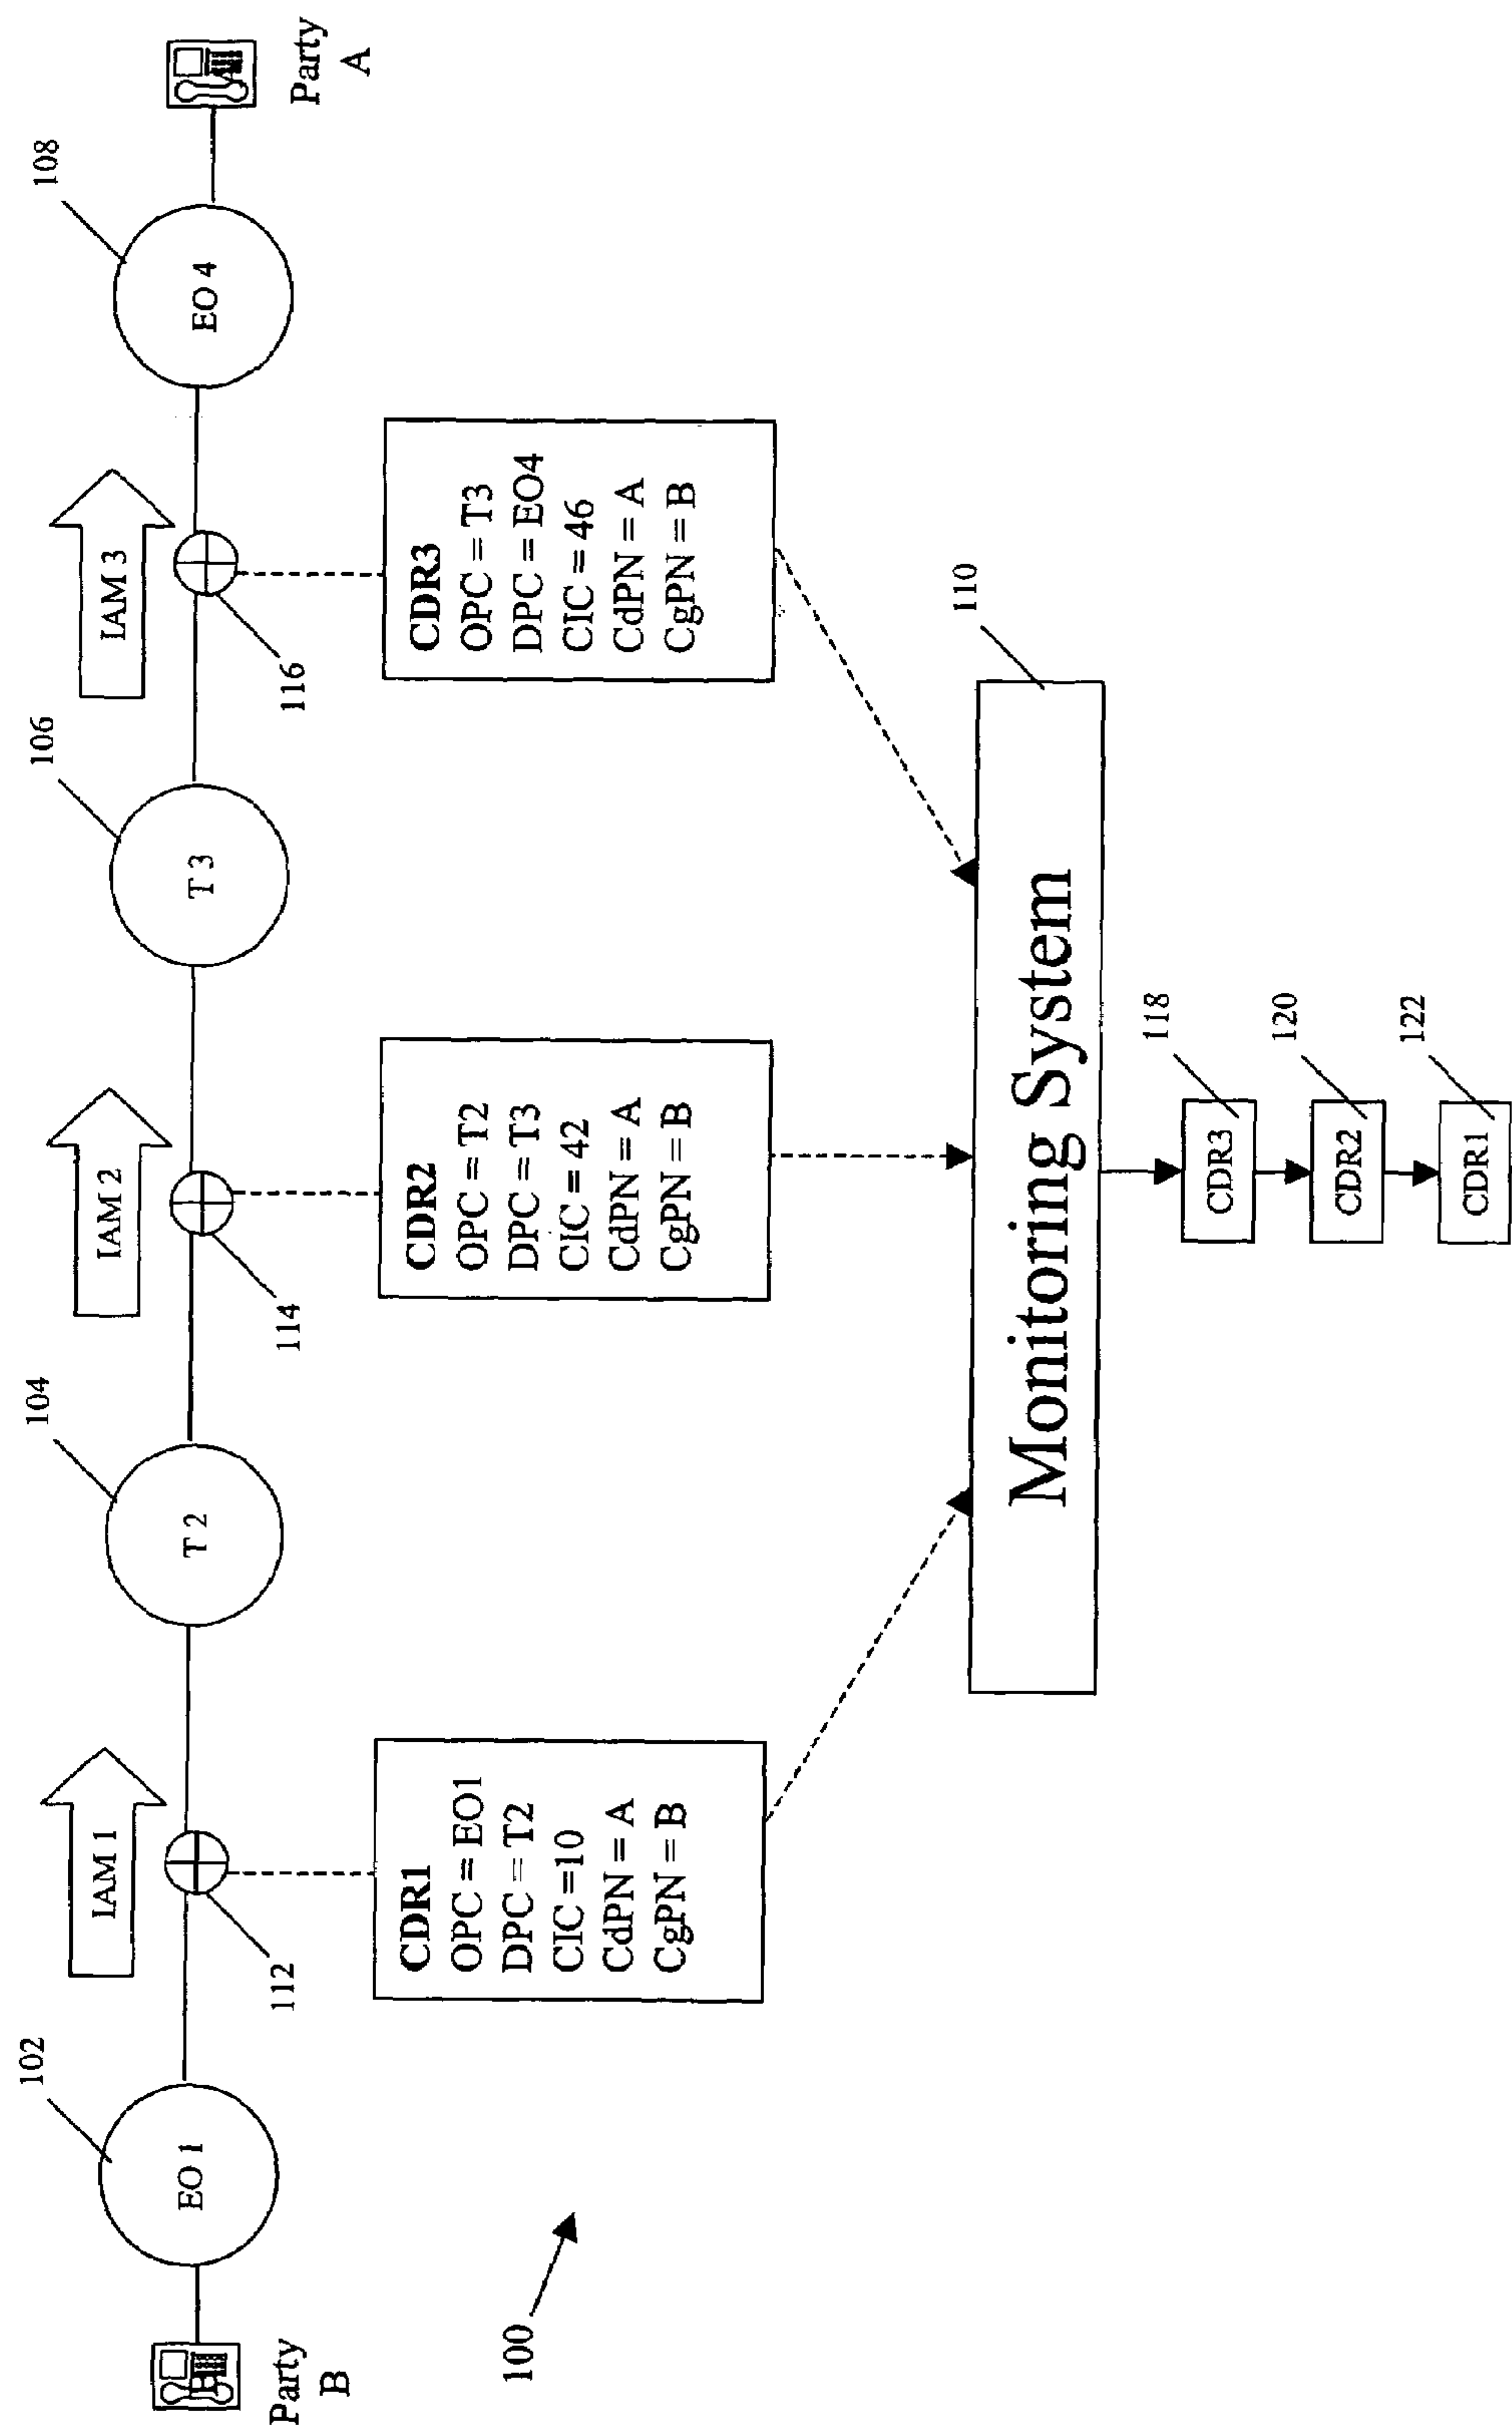 102
104
106
108
IAM 1
IAM 2
IAM 3
EO 1
T 2
T 3
EO 4
Party
B
Party
A
112
114
116
CDR1
OPC = EO1
DPC = T2
CIC =10
CdPN = A
CgPN = B
CDR2
OPC = T2
DPC = T3
CIC = 42
CdPN = A
CgPN = B
CDR3
OPC = T3
DPC = EO4
CIC = 46
CdPN = A
CgPN = B
100
110
Monitoring System
118
CDR3
120
CDR2
122
CDR1